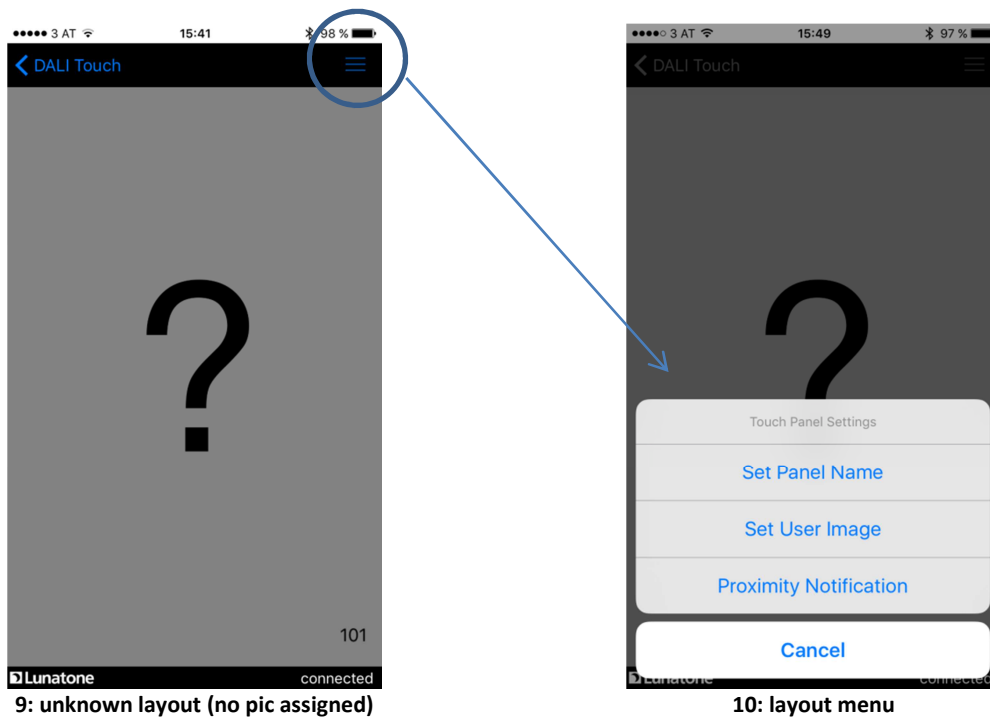 3 AT 15:41 98 %
DALI Touch
?
101
Lunatone connected
9: unknown layout (no pic assigned)
3 AT 15:49 97 %
DALI Touch
?
Touch Panel Settings
Set Panel Name
Set User Image
Proximity Notification
Cancel
Lunatone connected
10: layout menu